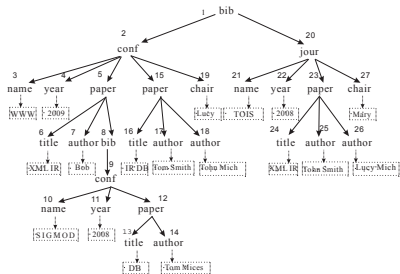 1 bib
2 20
conf jour
3 4 5 15 19 21 22 23 27
name year paper paper chair name year paper chair
WWW 2009 Lucy TOIS 2008 Mary
6 7 8 16 17 18 24 25 26
title author bib title author author title author author
XML IR Bob IR DB Tom Smith John Mich XML IR John Smith Lucy Mich
9
conf
10 11 12
name year paper
SIGMOD 2008 13 14
title author
DB Tom Mices